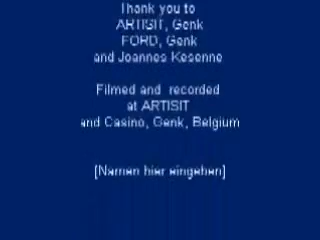 Thank you to
ARTISIT, Genk
FORD, Genk
and Joannes Kesenne
Filmed and recorded
at ARTISIT
and Casino, Genk, Belgium
[Namen hier eingehen]